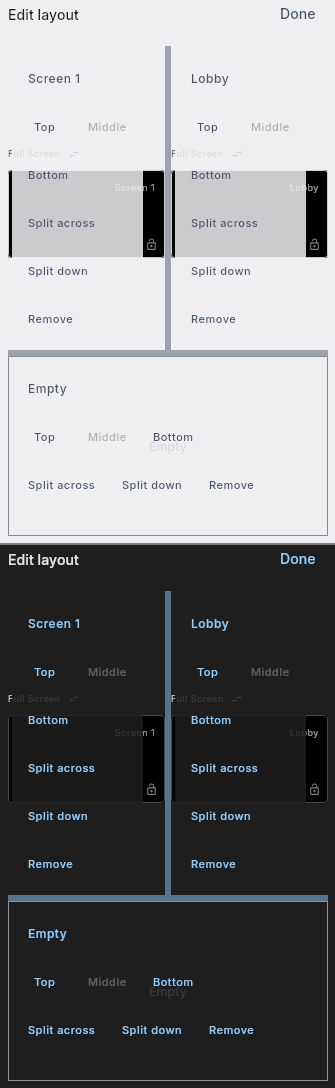 Edit layout Done
Screen 1 Lobby
Top Middle Top Middle
Full Screen Full Screen
Bottom Bottom
Screen 1 Lobby
Split across Split across
Split down Split down
Remove Remove
Empty
Top Middle Bottom
Empty
Split across Split down Remove
Edit layout Done
Screen 1 Lobby
Top Middle Top Middle
Full Screen Full Screen
Bottom Bottom
Screen 1 Lobby
Split across Split across
Split down Split down
Remove Remove
Empty
Top Middle Bottom
Empty
Split across Split down Remove